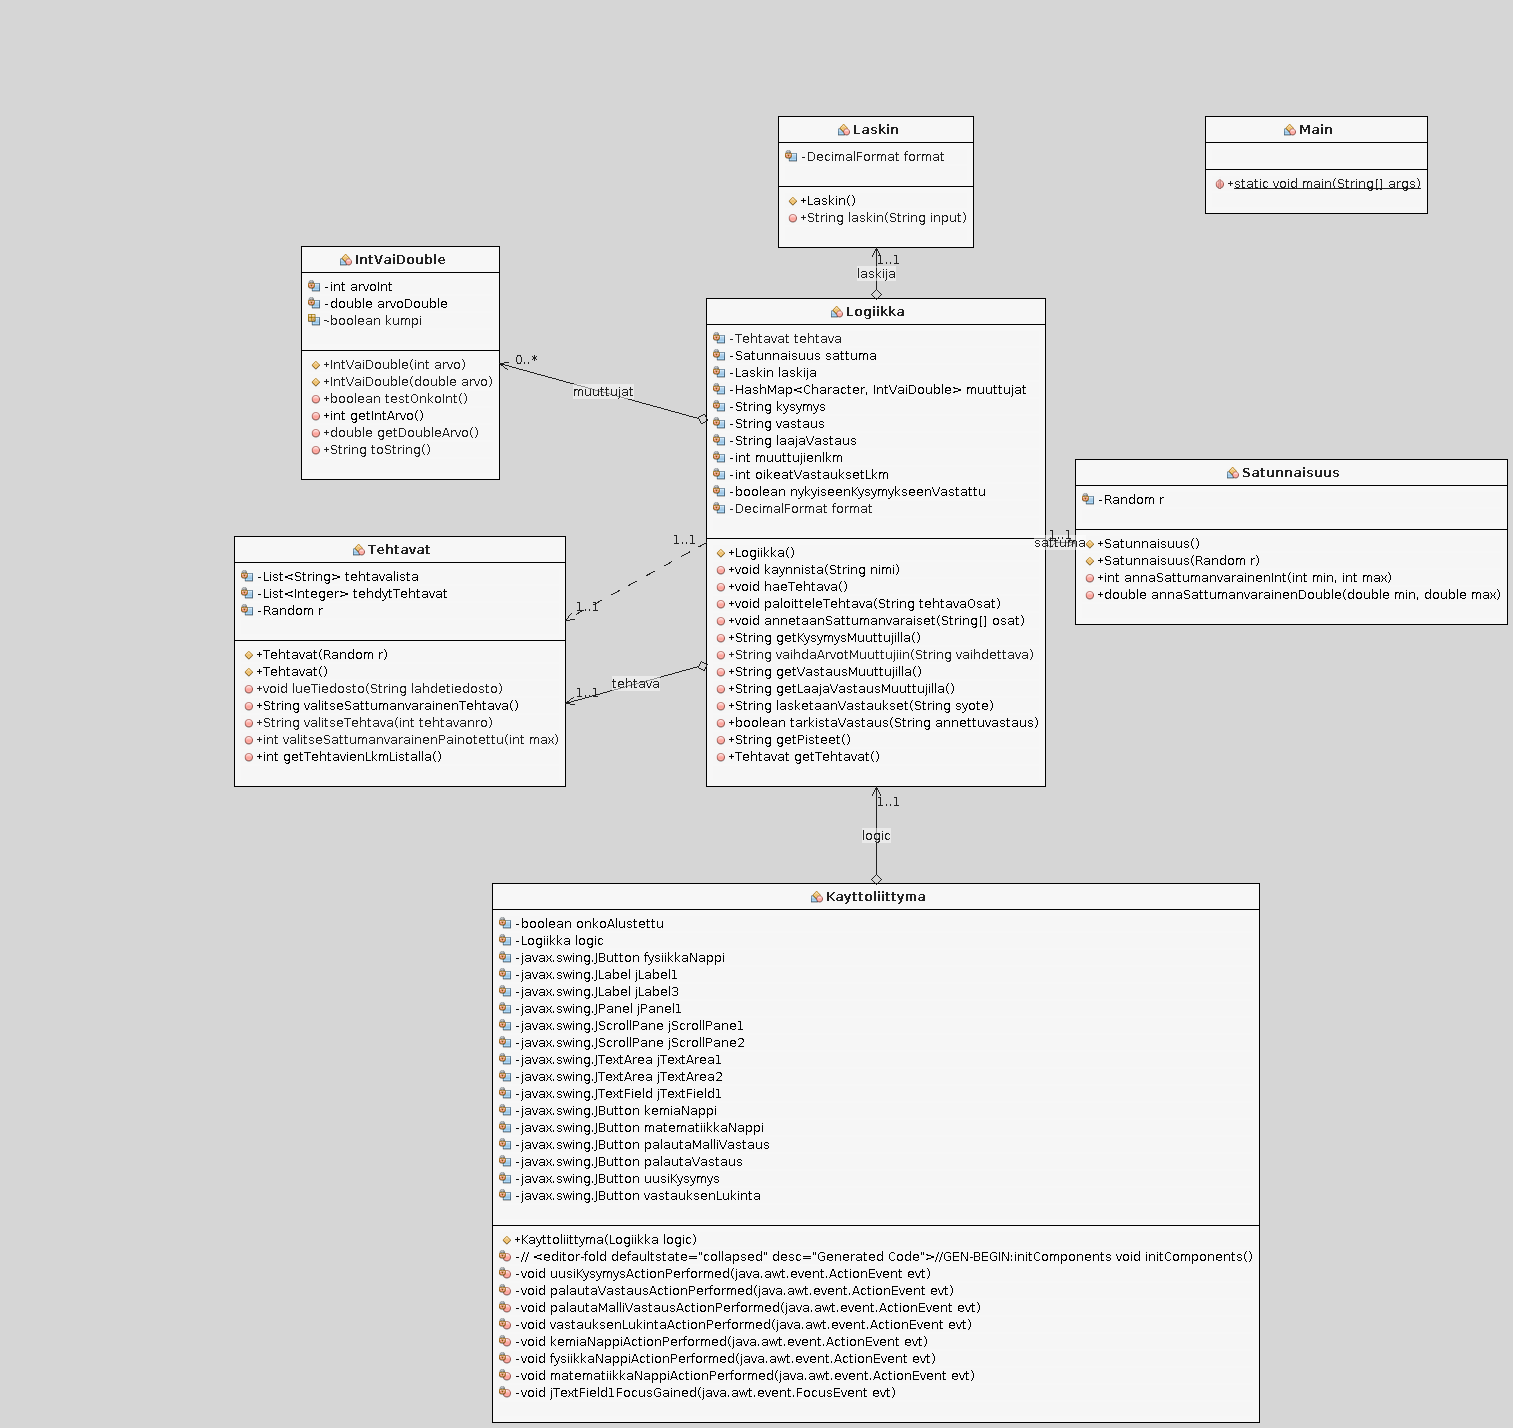 Laskin
-DecimalFormat format
+Laskin()
+String laskin(String input)
Main
+static void main(String[] args)
1..1
laskija
IntVaiDouble
-int arvoInt
-double arvoDouble
~boolean kumpi
+IntVaiDouble(int arvo)
+IntVaiDouble(double arvo)
+boolean testOnkoInt()
+int getIntArvo()
+double getDoubleArvo()
+String toString()
0..*
muuttujat
Logiikka
-Tehtavat tehtava
-Satunnaisuus sattuma
-Laskin laskija
-HashMap<Character, IntVaiDouble> muuttujat
-String kysymys
-String vastaus
-String laajaVastaus
-int muuttujienlkm
-int oikeatVastauksetLkm
-boolean nykyiseenKysymykseenVastattu
-DecimalFormat format
+Logiikka()
+void kaynnista(String nimi)
+void haeTehtava()
+void paloitteleTehtava(String tehtavaOsat)
+void annetaanSattumanvaraiset(String[] osat)
+String getKysymysMuuttujilla()
+String vaihdaArvotMuuttujiin(String vaihdettava)
+String getVastausMuuttujilla()
+String getLaajaVastausMuuttujilla()
+String lasketaanVastaukset(String syote)
+boolean tarkistaVastaus(String annettuvastaus)
+String getPisteet()
+Tehtavat getTehtavat()
1..1
sattuma
Satunnaisuus
-Random r
+Satunnaisuus()
+Satunnaisuus(Random r)
+int annaSattumanvarainenInt(int min, int max)
+double annaSattumanvarainenDouble(double min, double max)
1..1
1..1
Tehtavat
-List<String> tehtavalista
-List<Integer> tehdytTehtavat
-Random r
+Tehtavat(Random r)
+Tehtavat()
+void lueTiedosto(String lahdetiedosto)
+String valitseSattumanvarainenTehtava()
+String valitseTehtava(int tehtavanro)
+int valitseSattumanvarainenPainotettu(int max)
+int getTehtavienLkmListalla()
1..1
tehtava
1..1
logic
Kayttoliittyma
-boolean onkoAlustettu
-Logiikka logic
-javax.swing.JButton fysiikkaNappi
-javax.swing.JLabel jLabel1
-javax.swing.JLabel jLabel3
-javax.swing.JPanel jPanel1
-javax.swing.JScrollPane jScrollPane1
-javax.swing.JScrollPane jScrollPane2
-javax.swing.JTextArea jTextArea1
-javax.swing.JTextArea jTextArea2
-javax.swing.JTextField jTextField1
-javax.swing.JButton kemiaNappi
-javax.swing.JButton matematiikkaNappi
-javax.swing.JButton palautaMalliVastaus
-javax.swing.JButton palautaVastaus
-javax.swing.JButton uusiKysymys
-javax.swing.JButton vastauksenLukinta
+Kayttoliittyma(Logiikka logic)
-// <editor-fold defaultstate="collapsed" desc="Generated Code">//GEN-BEGIN:initComponents void initComponents()
-void uusiKysymysActionPerformed(java.awt.event.ActionEvent evt)
-void palautaVastausActionPerformed(java.awt.event.ActionEvent evt)
-void palautaMalliVastausActionPerformed(java.awt.event.ActionEvent evt)
-void vastauksenLukintaActionPerformed(java.awt.event.ActionEvent evt)
-void kemiaNappiActionPerformed(java.awt.event.ActionEvent evt)
-void fysiikkaNappiActionPerformed(java.awt.event.ActionEvent evt)
-void matematiikkaNappiActionPerformed(java.awt.event.ActionEvent evt)
-void jTextField1FocusGained(java.awt.event.FocusEvent evt)